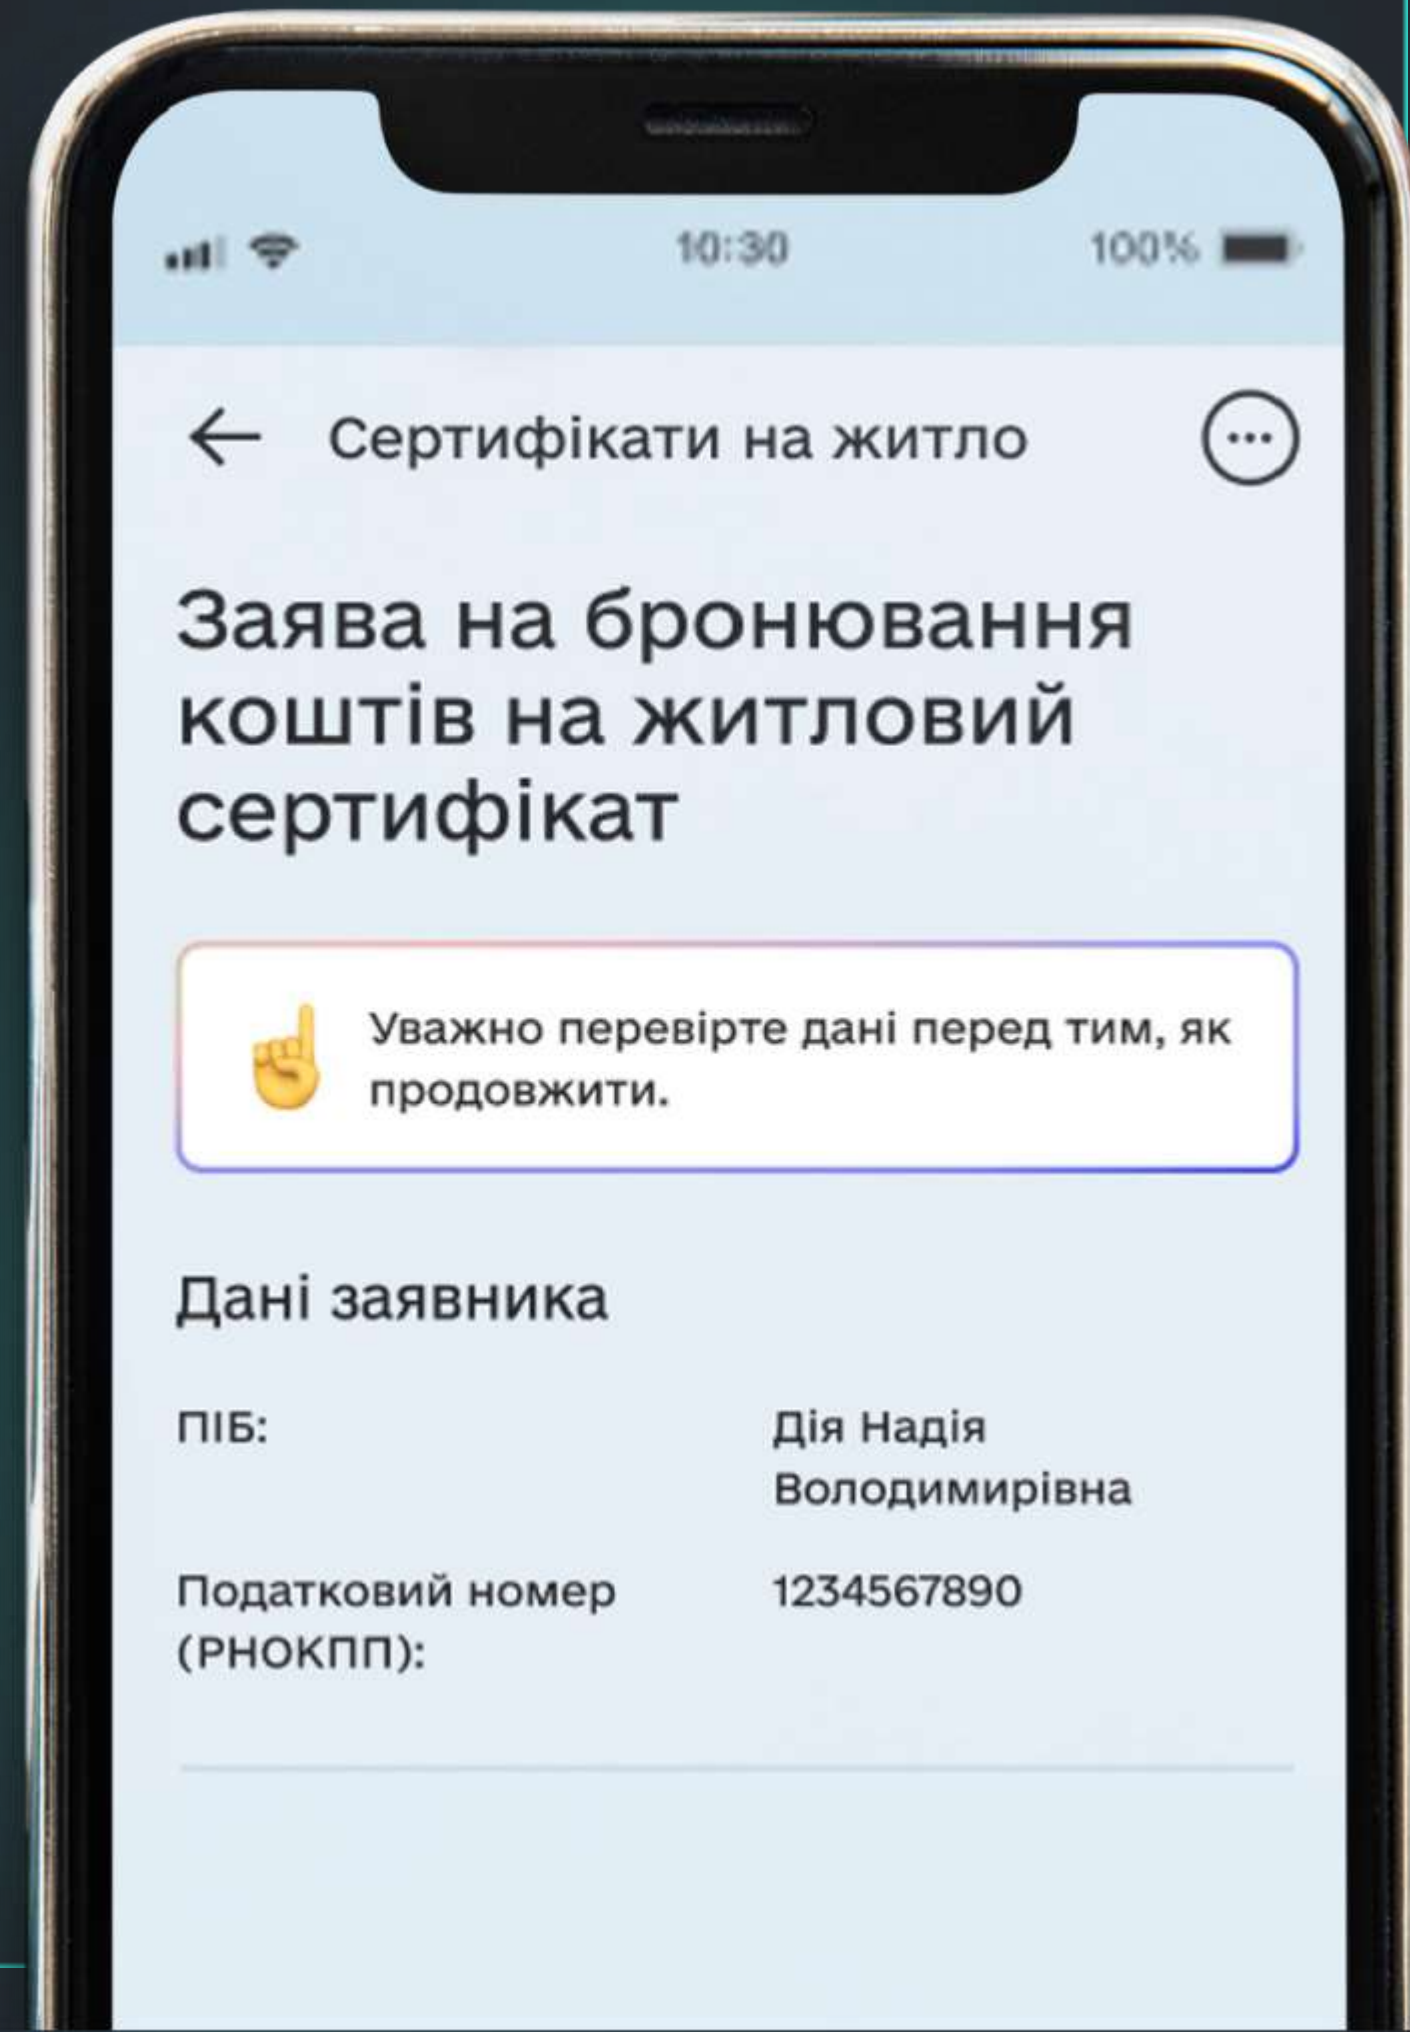 10:30
100%
Сертифікати на житло
Заява на бронювання
коштів на житловий
сертифікат
Уважно перевірте дані перед тим, як
продовжити.
Дані заявника
ПІБ:
Дія Надія
Володимирівна
Податковий номер
(РНОКПП):
1234567890